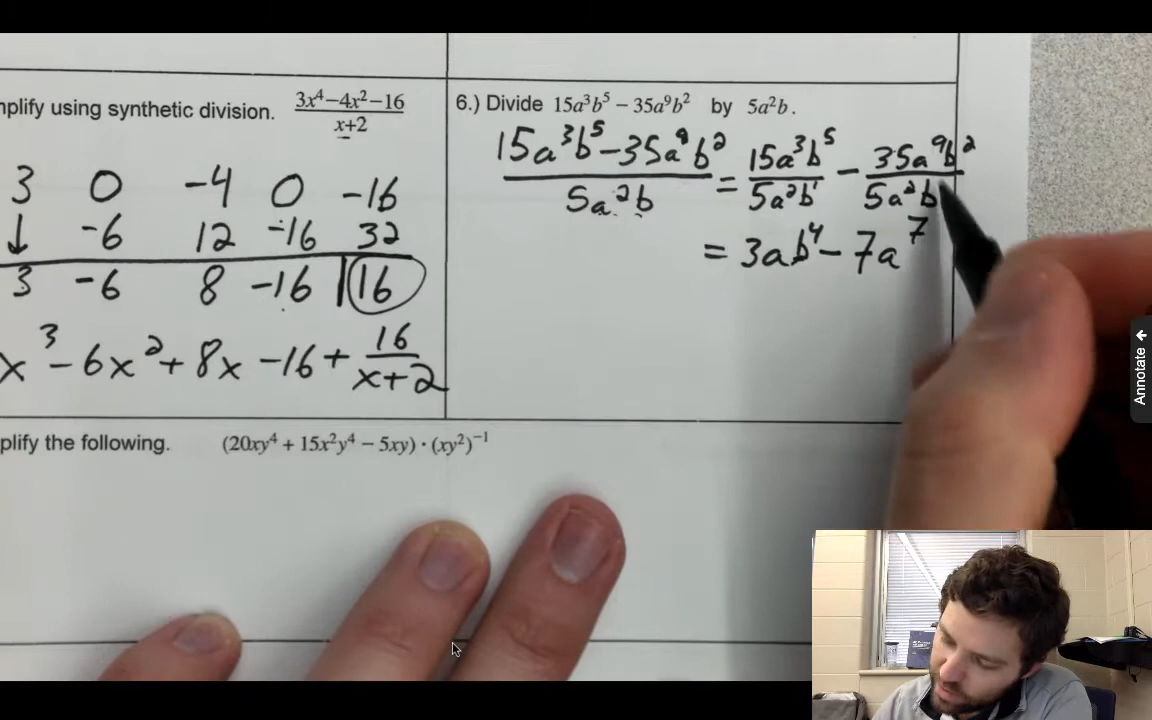 nplify using synthetic division. (3x⁴−4x²−16)/(x+2)
3 0 -4 0 -16
↓ -6 12 -16 32
3 -6 8 -16 16
x³ - 6x² + 8x - 16 + 16/(x+2)
6.) Divide 15a³b⁵ − 35a⁹b² by 5a²b.
(15a³b⁵ - 35a⁹b²)/(5a²b) = 15a³b⁵/5a²b¹ - 35a⁹b²/5a²b
= 3ab⁴ - 7a⁷
plify the following. (20xy⁴ + 15x²y⁴ − 5xy) · (xy²)⁻¹
Annotate